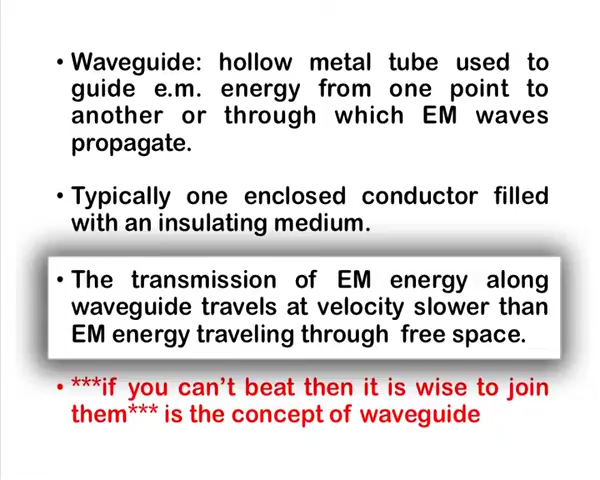 • Waveguide: hollow metal tube used to
guide e.m. energy from one point to
another or through which EM waves
propagate.
• Typically one enclosed conductor filled
with an insulating medium.
• The transmission of EM energy along
waveguide travels at velocity slower than
EM energy traveling through free space.
• ***if you can't beat then it is wise to join
them*** is the concept of waveguide